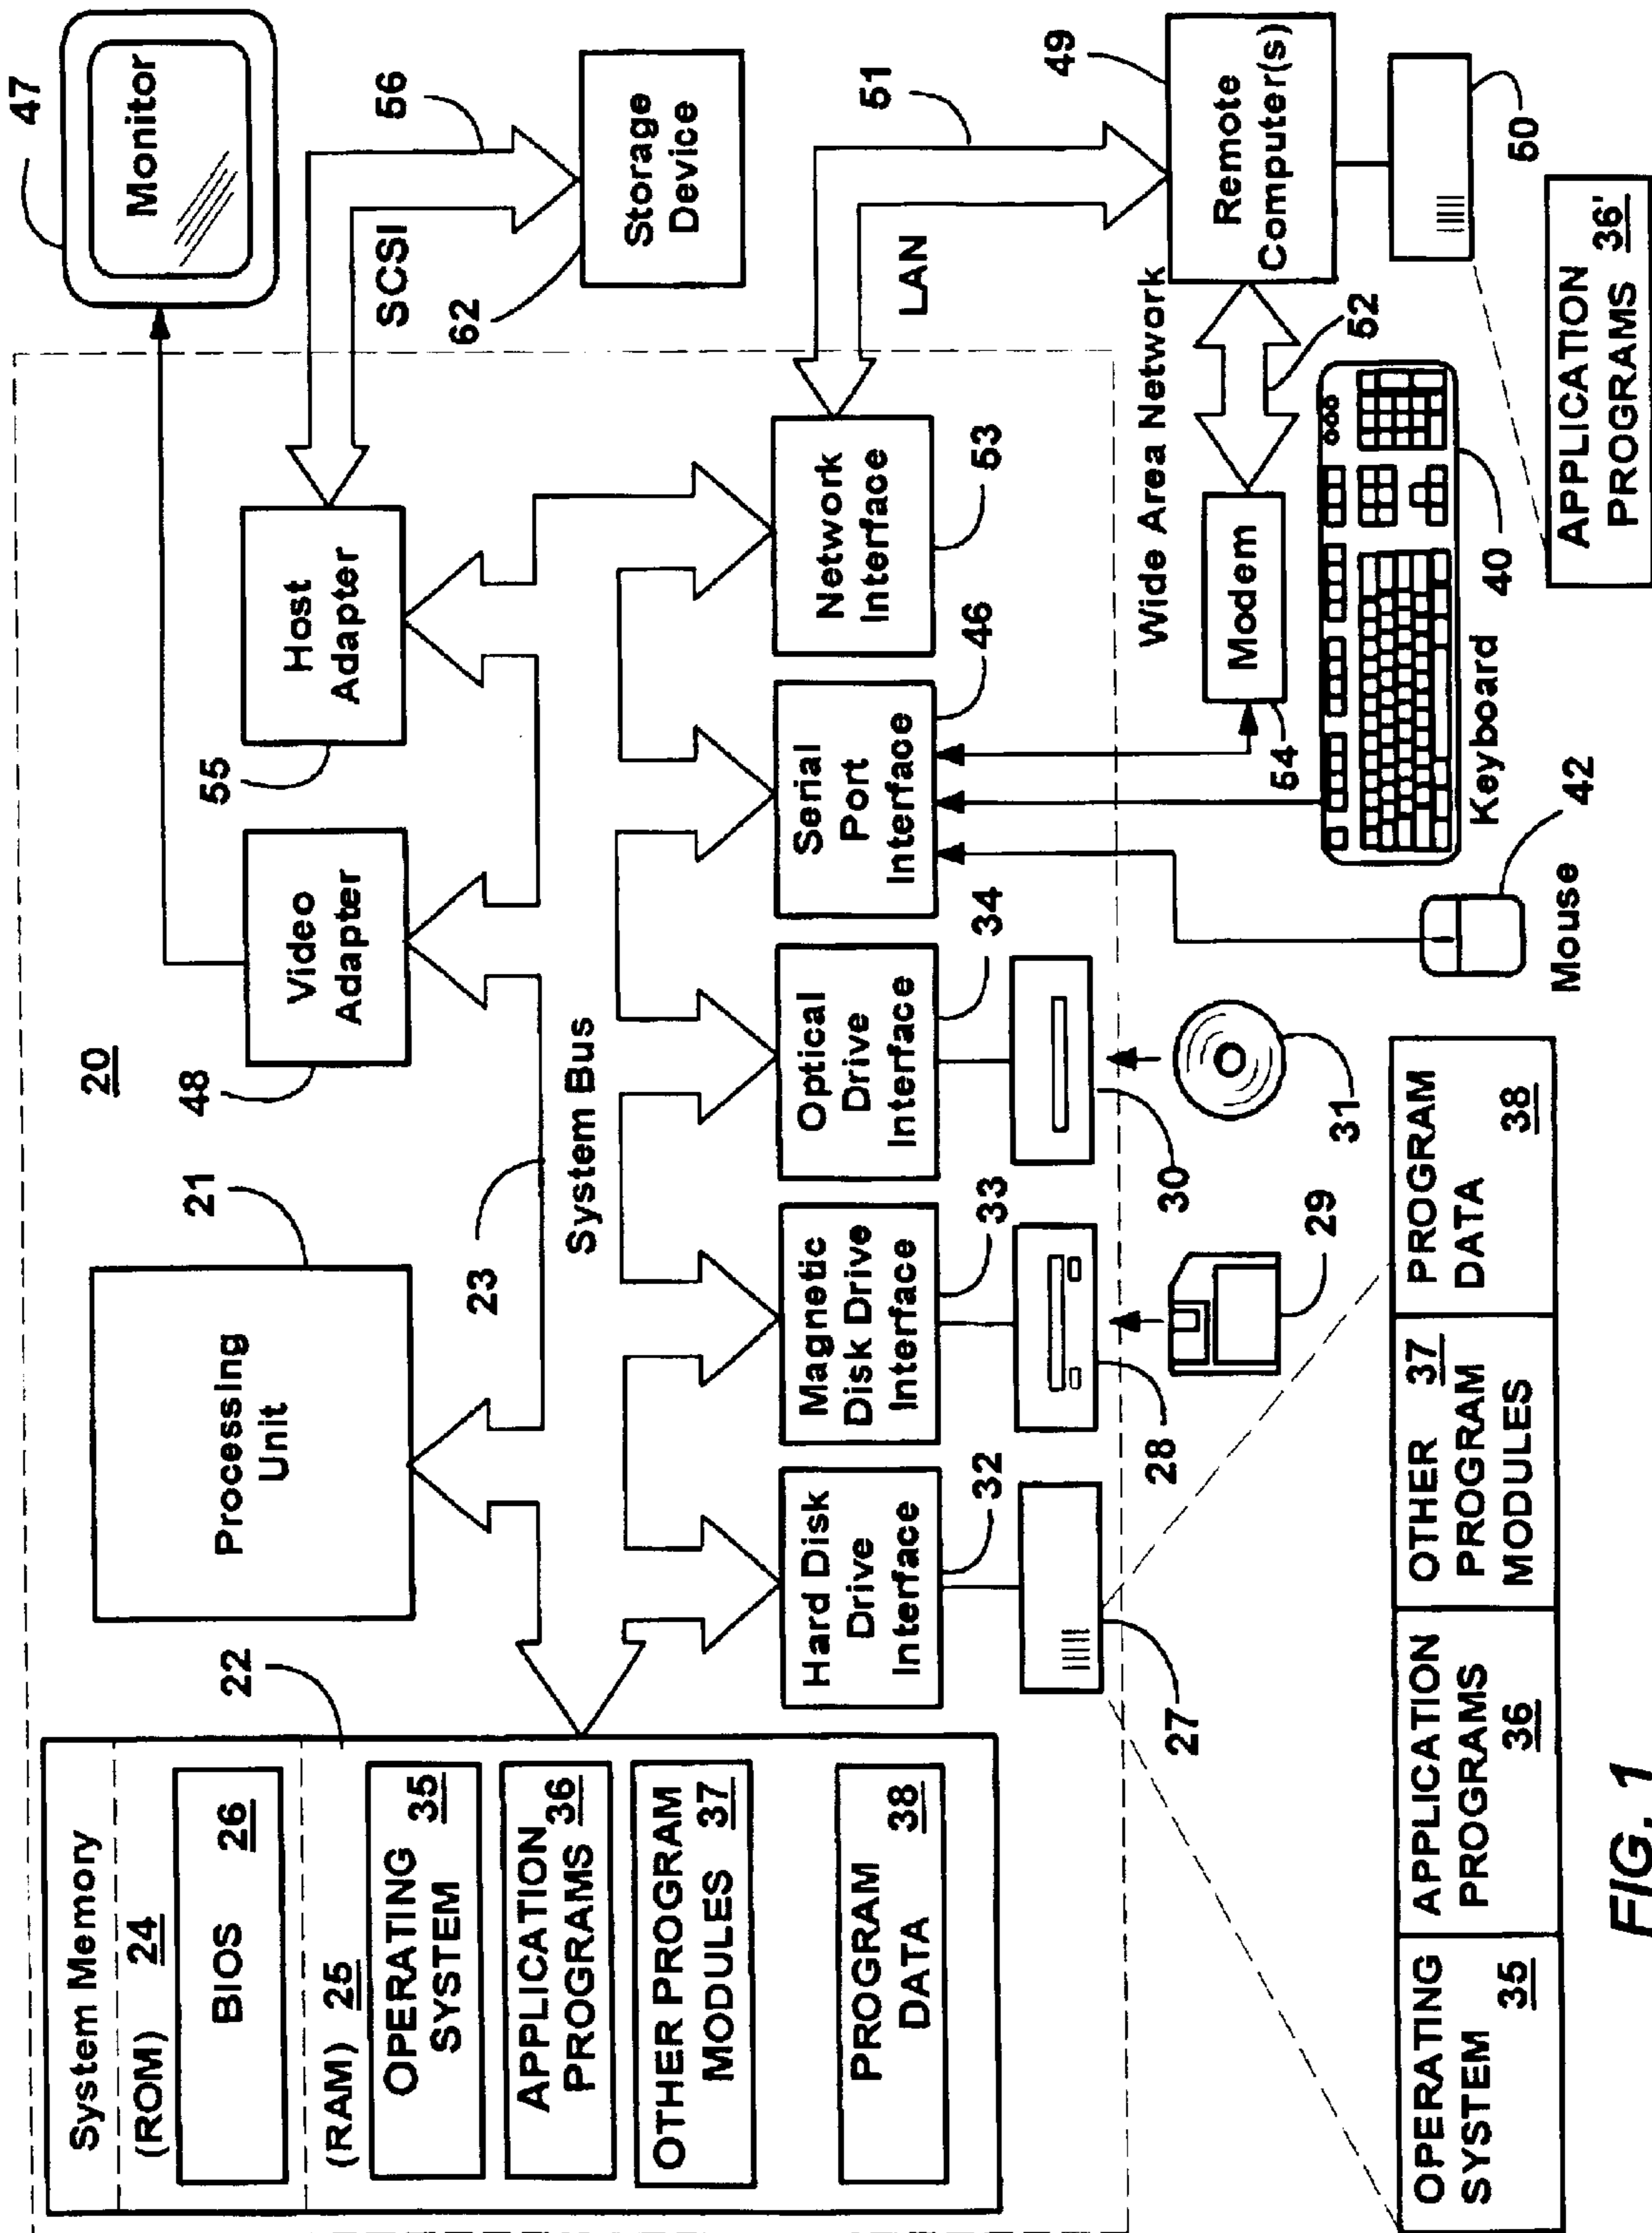 System Memory
(ROM) 24
BIOS 26
(RAM) 25
OPERATING
SYSTEM 35
APPLICATION
PROGRAMS 36
OTHER PROGRAM
MODULES 37
PROGRAM
DATA 38
22
Processing
Unit
21
20
23
System Bus
Video
Adapter
48
Host
Adapter
55
47
Monitor
SCSI
56
62
Storage
Device
Hard Disk
Drive
Interface
32
Magnetic
Disk Drive
Interface
33
Optical
Drive
Interface
34
Serial
Port
Interface
46
Network
Interface
53
LAN
51
27
28
29
30
31
Wide Area Network
Modem
54
52
Remote
Computer(s)
49
50
Mouse
42
Keyboard
40
OPERATING
SYSTEM 35
APPLICATION
PROGRAMS
36
OTHER 37
PROGRAM
MODULES
PROGRAM
DATA
38
APPLICATION
PROGRAMS 36'
FIG. 1